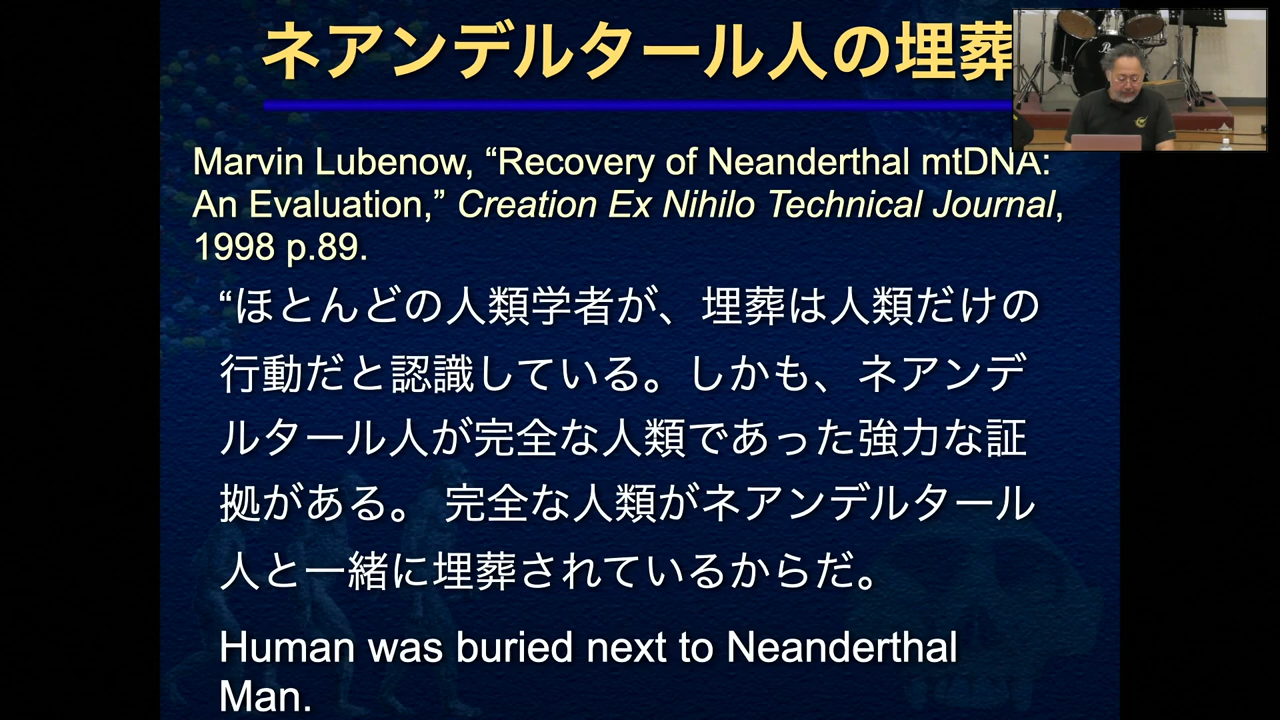 ネアンデルタール人の埋葬
Marvin Lubenow, “Recovery of Neanderthal mtDNA:
An Evaluation,” Creation Ex Nihilo Technical Journal,
1998 p.89.
“ほとんどの人類学者が、埋葬は人類だけの
行動だと認識している。しかも、ネアンデ
ルタール人が完全な人類であった強力な証
拠がある。 完全な人類がネアンデルタール
人と一緒に埋葬されているからだ。
Human was buried next to Neanderthal
Man.